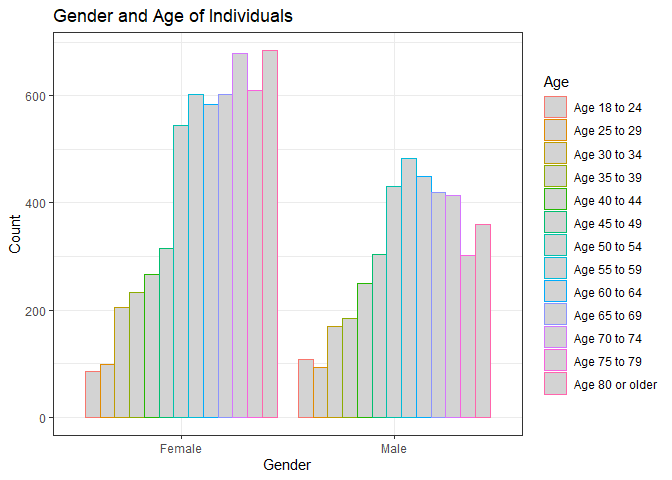 Gender and Age of Individuals
Count
600
400
200
0
Female
Male
Gender
Age
Age 18 to 24
Age 25 to 29
Age 30 to 34
Age 35 to 39
Age 40 to 44
Age 45 to 49
Age 50 to 54
Age 55 to 59
Age 60 to 64
Age 65 to 69
Age 70 to 74
Age 75 to 79
Age 80 or older